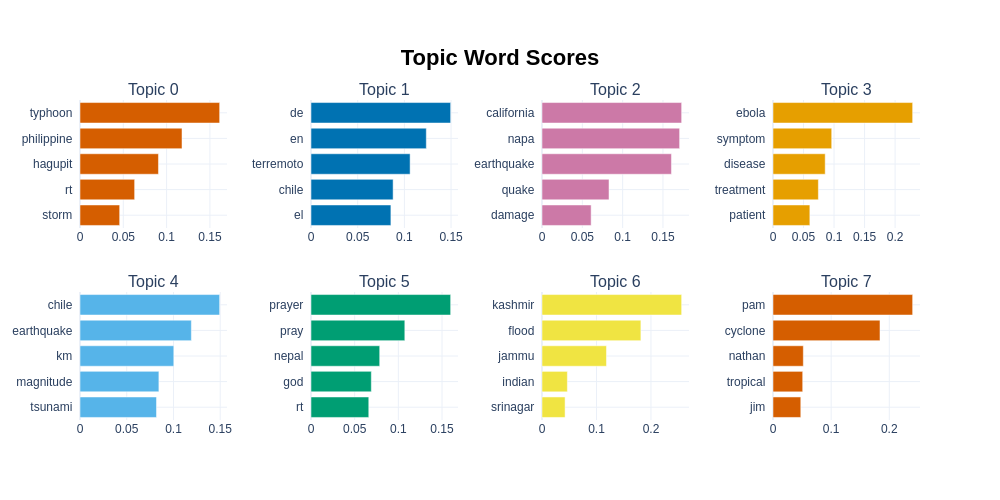 Topic Word Scores
Topic 0
typhoon
philippine
hagupit
rt
storm
0 0.05 0.1 0.15
Topic 1
de
en
terremoto
chile
el
0 0.05 0.1 0.15
Topic 2
california
napa
earthquake
quake
damage
0 0.05 0.1 0.15
Topic 3
ebola
symptom
disease
treatment
patient
0 0.05 0.1 0.15 0.2
Topic 4
chile
earthquake
km
magnitude
tsunami
0 0.05 0.1 0.15
Topic 5
prayer
pray
nepal
god
rt
0 0.05 0.1 0.15
Topic 6
kashmir
flood
jammu
indian
srinagar
0 0.1 0.2
Topic 7
pam
cyclone
nathan
tropical
jim
0 0.1 0.2